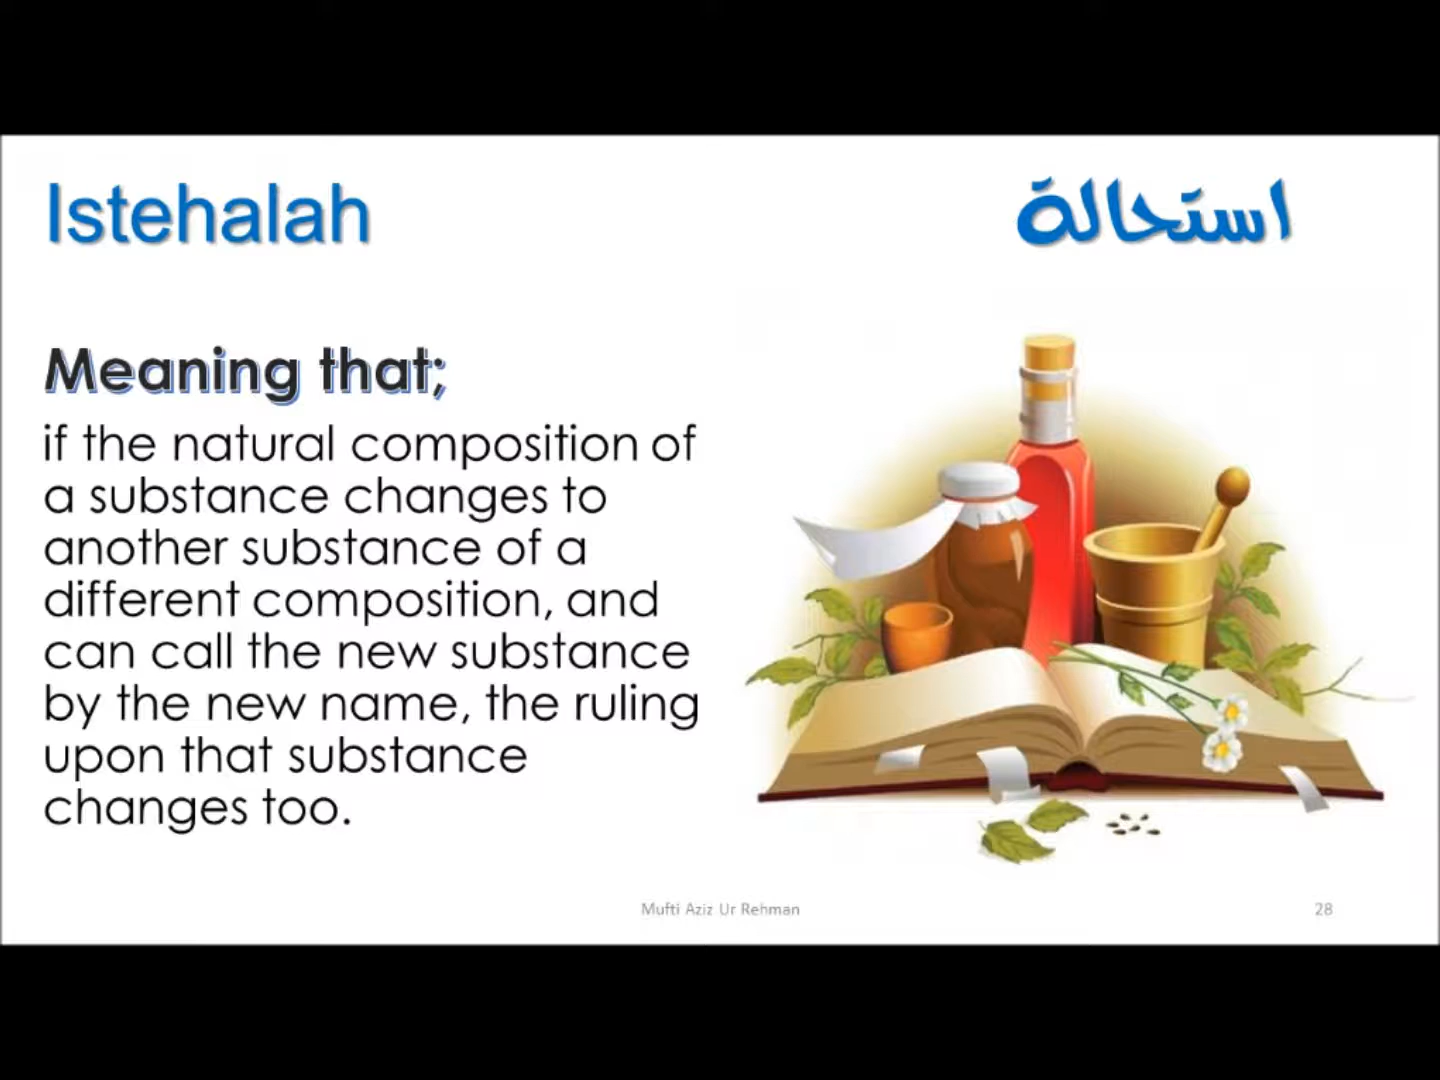 Istehalah
استحالة
Meaning that;
if the natural composition of
a substance changes to
another substance of a
different composition, and
can call the new substance
by the new name, the ruling
upon that substance
changes too.
Mufti Aziz Ur Rehman
28